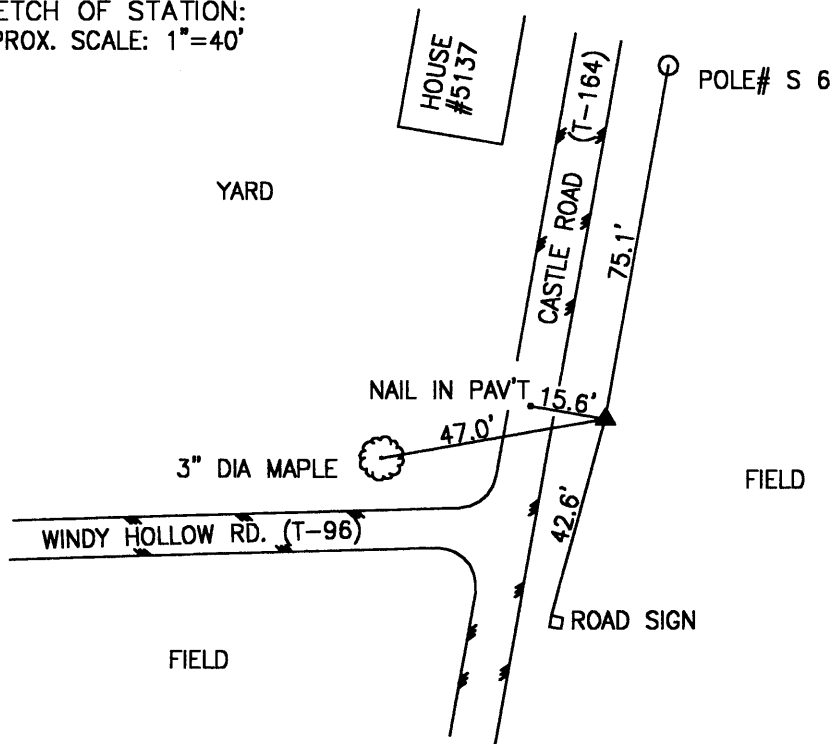 ETCH OF STATION:
PROX. SCALE: 1"=40'
HOUSE
#5137
POLE# S 6
YARD
CASTLE ROAD (T-164)
75.1'
NAIL IN PAV'T
15.6'
47.0'
3" DIA MAPLE
FIELD
WINDY HOLLOW RD. (T-96)
42.6'
ROAD SIGN
FIELD